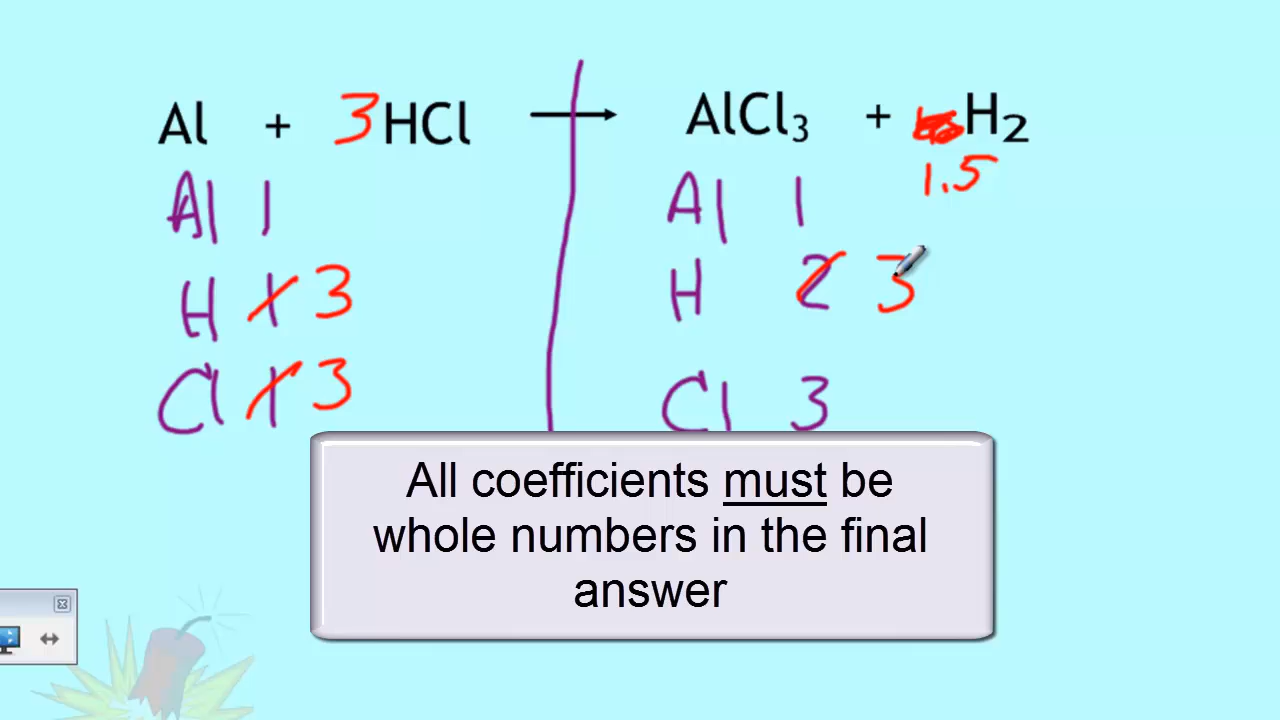 Al + 3HCl → AlCl₃ + H₂
1.5
Al 1 Al 1
H 1 3 H 2 3
Cl 1 3 Cl 3
All coefficients must be
whole numbers in the final
answer